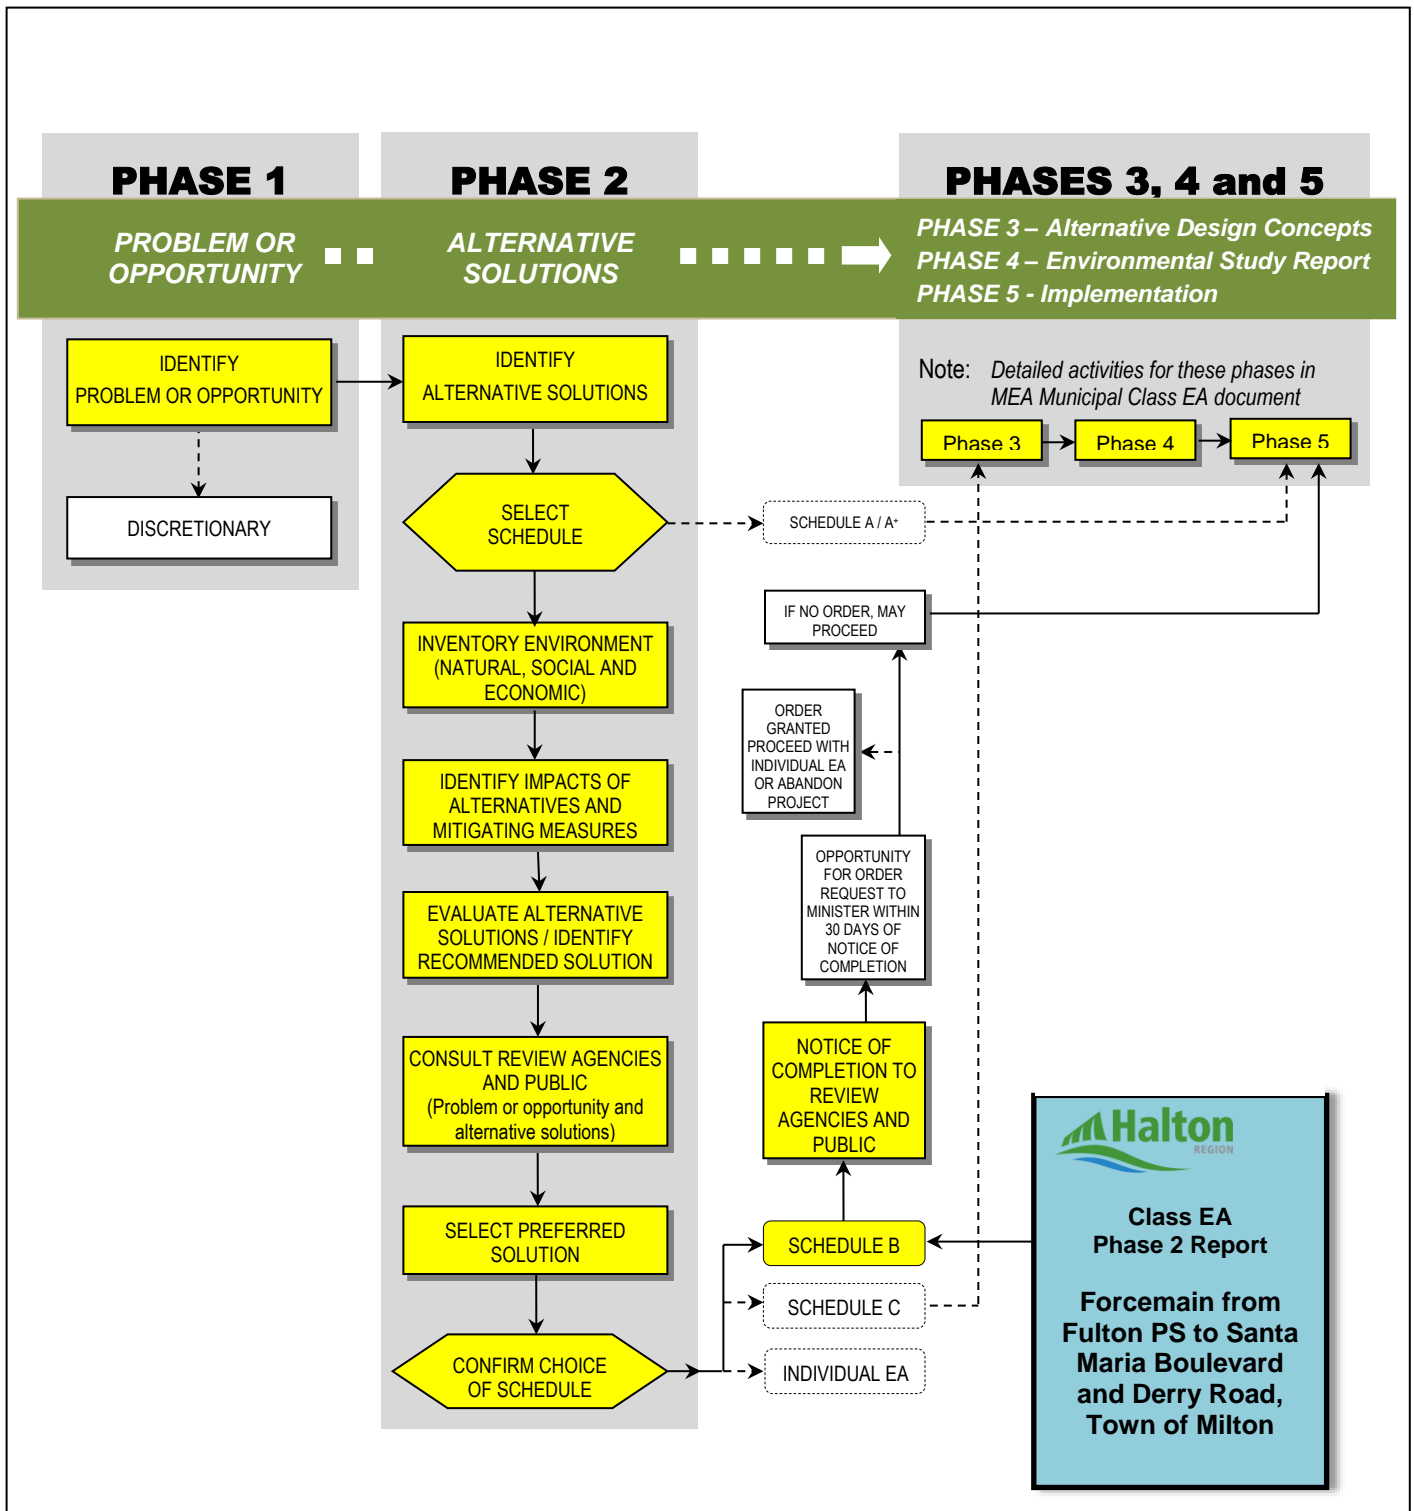 PHASE 1
PROBLEM OR
OPPORTUNITY
IDENTIFY
PROBLEM OR OPPORTUNITY
DISCRETIONARY
PHASE 2
ALTERNATIVE
SOLUTIONS
IDENTIFY
ALTERNATIVE SOLUTIONS
SELECT
SCHEDULE
INVENTORY ENVIRONMENT
(NATURAL, SOCIAL AND
ECONOMIC)
IDENTIFY IMPACTS OF
ALTERNATIVES AND
MITIGATING MEASURES
EVALUATE ALTERNATIVE
SOLUTIONS / IDENTIFY
RECOMMENDED SOLUTION
CONSULT REVIEW AGENCIES
AND PUBLIC
(Problem or opportunity and
alternative solutions)
SELECT PREFERRED
SOLUTION
CONFIRM CHOICE
OF SCHEDULE
PHASES 3, 4 and 5
PHASE 3 – Alternative Design Concepts
PHASE 4 – Environmental Study Report
PHASE 5 - Implementation
Note: Detailed activities for these phases in
MEA Municipal Class EA document
Phase 3
Phase 4
Phase 5
SCHEDULE A / A+
IF NO ORDER, MAY
PROCEED
ORDER
GRANTED
PROCEED WITH
INDIVIDUAL EA
OR ABANDON
PROJECT
OPPORTUNITY
FOR ORDER
REQUEST TO
MINISTER WITHIN
30 DAYS OF
NOTICE OF
COMPLETION
NOTICE OF
COMPLETION TO
REVIEW
AGENCIES AND
PUBLIC
SCHEDULE B
SCHEDULE C
INDIVIDUAL EA
Halton
REGION
Class EA
Phase 2 Report
Forcemain from
Fulton PS to Santa
Maria Boulevard
and Derry Road,
Town of Milton